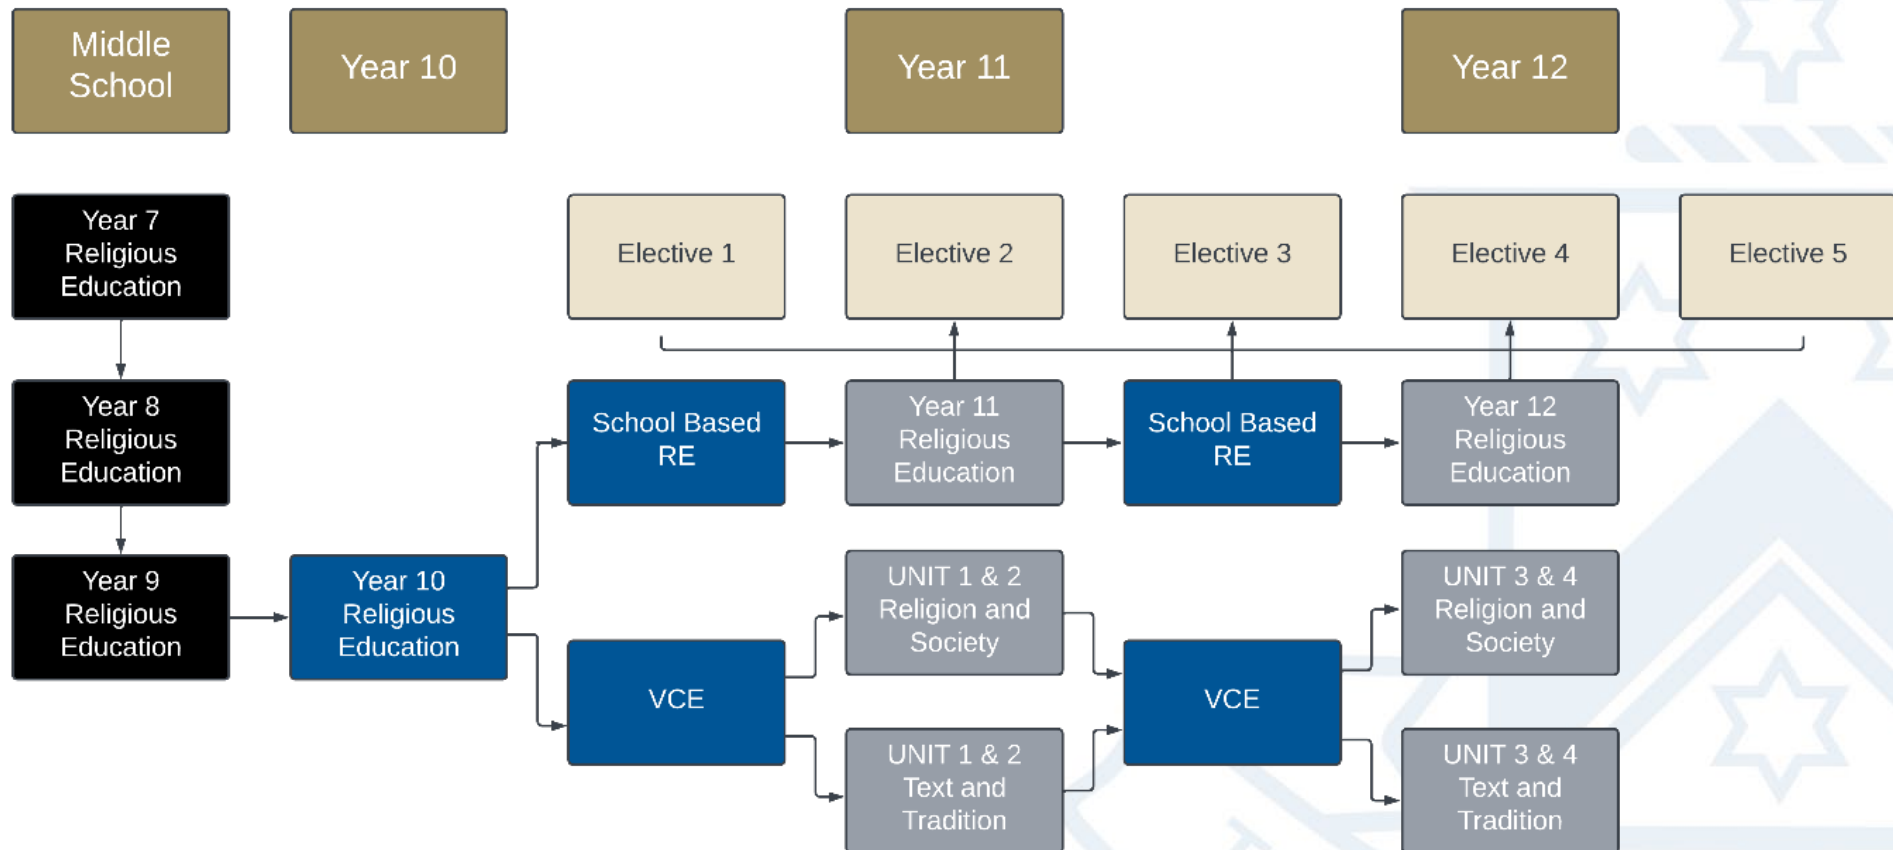 Middle
School
Year 10
Year 11
Year 12
Year 7
Religious
Education
Elective 1
Elective 2
Elective 3
Elective 4
Elective 5
Year 8
Religious
Education
School Based
RE
Year 11
Religious
Education
School Based
RE
Year 12
Religious
Education
Year 9
Religious
Education
Year 10
Religious
Education
VCE
UNIT 1 & 2
Religion and
Society
UNIT 1 & 2
Text and
Tradition
VCE
UNIT 3 & 4
Religion and
Society
UNIT 3 & 4
Text and
Tradition